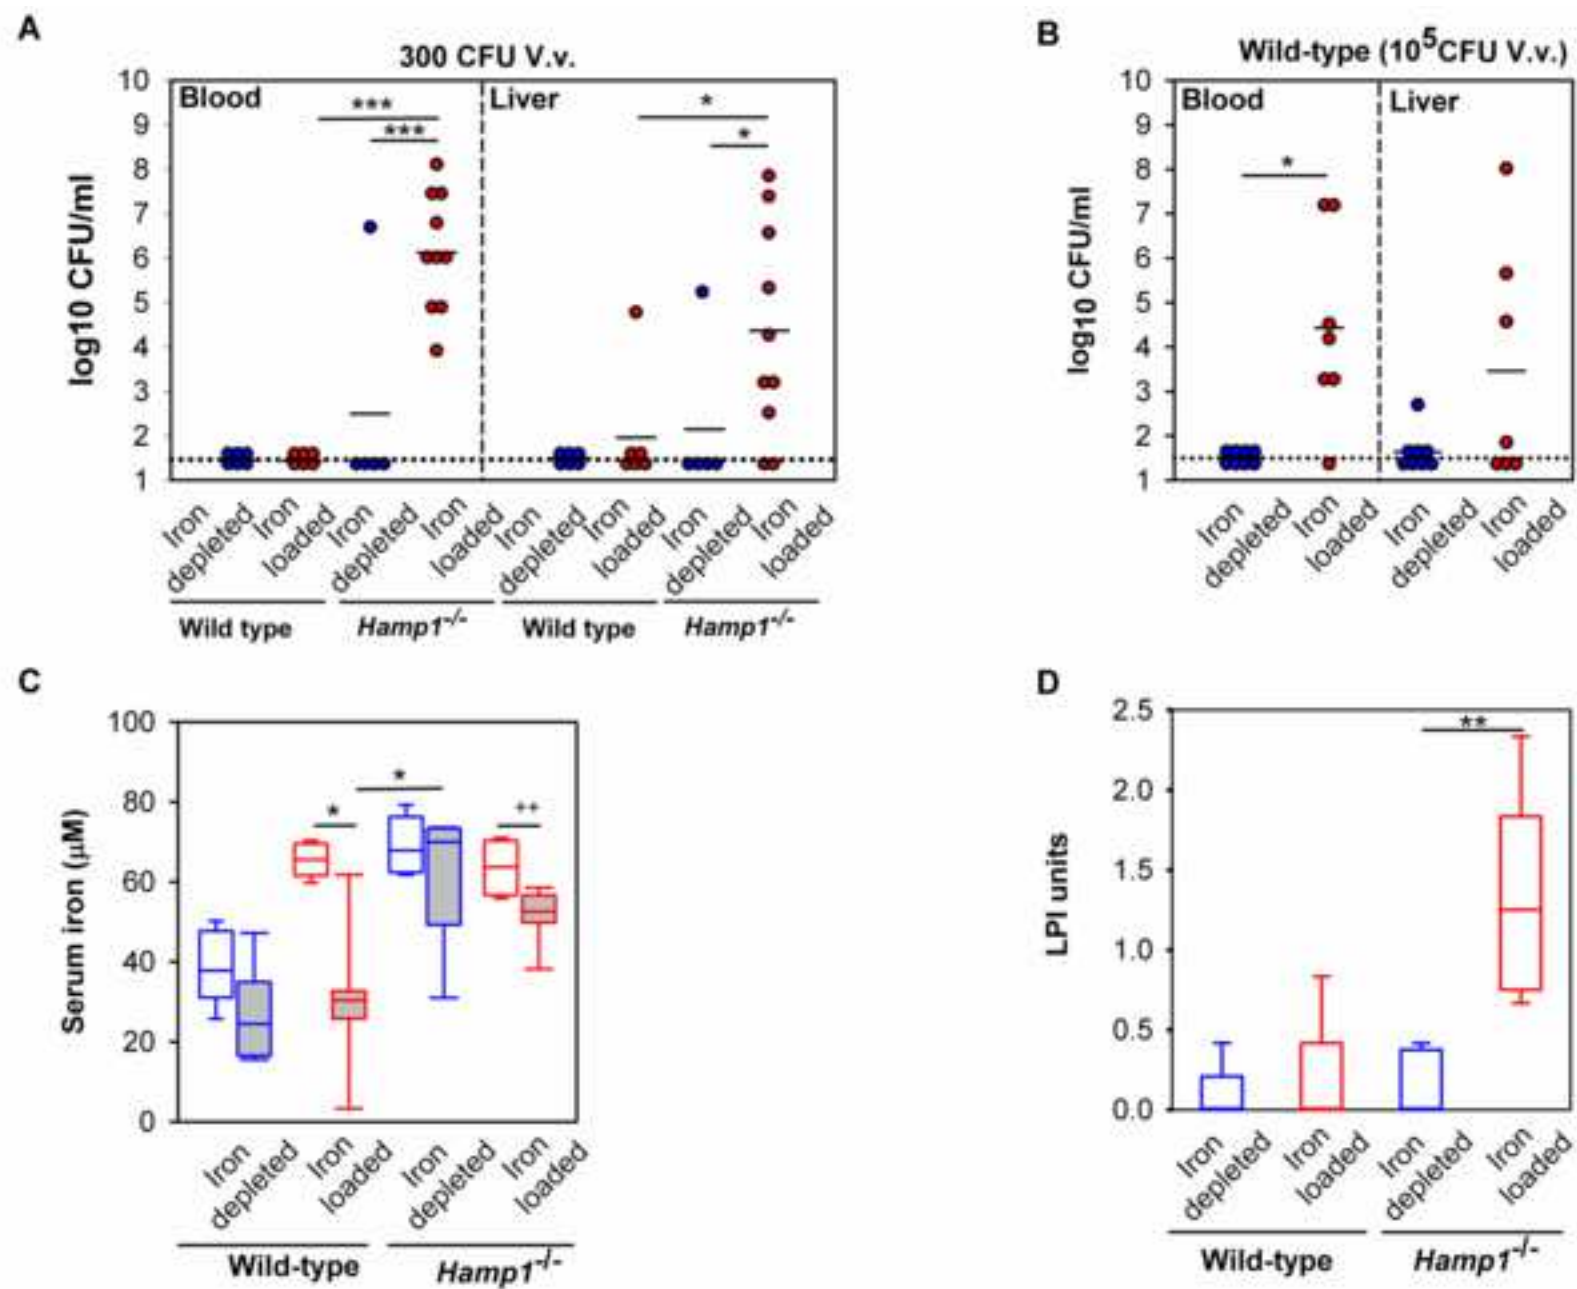 A
300 CFU V.v.
Blood
Liver
***
***
*
*
log10 CFU/ml
10
9
8
7
6
5
4
3
2
1
Iron depleted
Iron loaded
Iron depleted
Iron loaded
Iron depleted
Iron loaded
Iron depleted
Iron loaded
Wild type
Hamp1-/-
Wild type
Hamp1-/-
B
Wild-type (10^5CFU V.v.)
Blood
Liver
*
log10 CFU/ml
10
9
8
7
6
5
4
3
2
1
Iron depleted
Iron loaded
Iron depleted
Iron loaded
C
Serum iron (µM)
100
80
60
40
20
0
*
*
++
Iron depleted
Iron loaded
Iron depleted
Iron loaded
Wild-type
Hamp1-/-
D
LPI units
2.5
2.0
1.5
1.0
0.5
0.0
**
Iron depleted
Iron loaded
Iron depleted
Iron loaded
Wild-type
Hamp1-/-